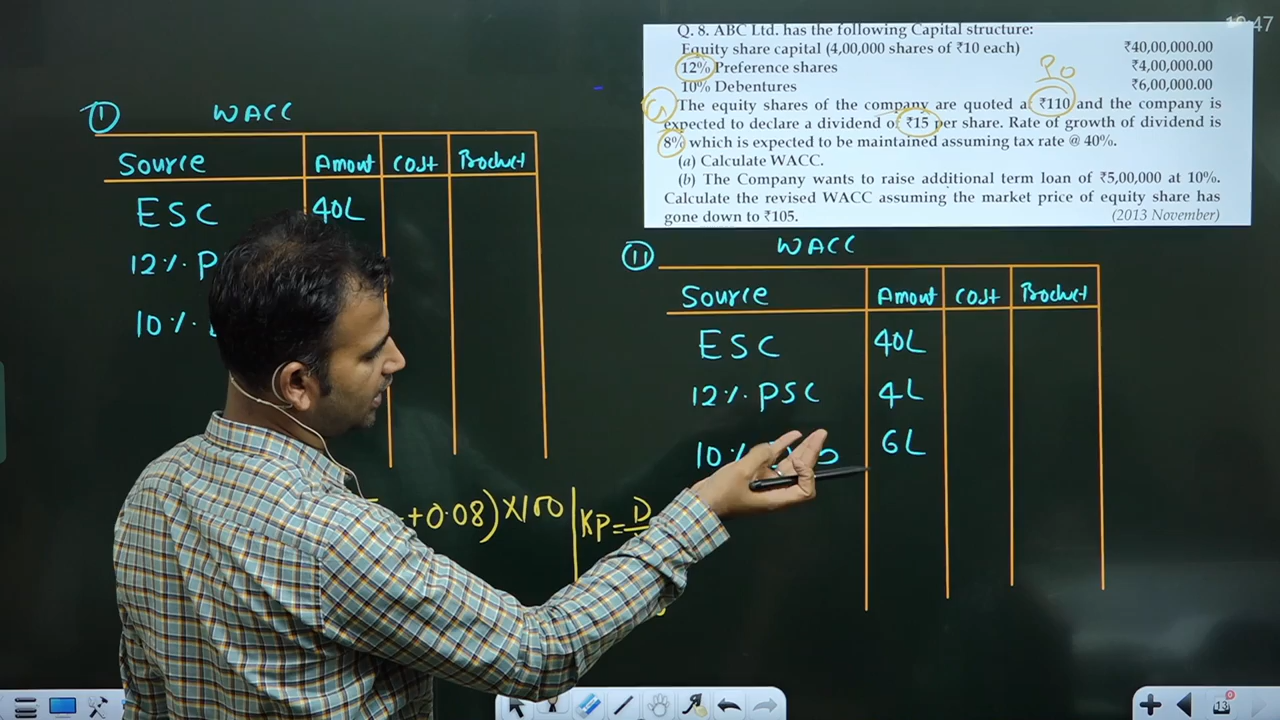 Q. 8. ABC Ltd. has the following Capital structure:
Equity share capital (4,00,000 shares of ₹10 each) ₹40,00,000.00
12% Preference shares ₹4,00,000.00
10% Debentures ₹6,00,000.00
The equity shares of the company are quoted a ₹110 and the company is
expected to declare a dividend of ₹15 per share. Rate of growth of dividend is
8% which is expected to be maintained assuming tax rate @ 40%.
(a) Calculate WACC.
(b) The Company wants to raise additional term loan of ₹5,00,000 at 10%.
Calculate the revised WACC assuming the market price of equity share has
gone down to ₹105. (2013 November)
P0
G
I WACC
Source Amout Cost Product
ESC 40L
12% P
10%
+0.08) ×100 KP= D
II WACC
Source Amout Cost Product
ESC 40L
12% PSC 4L
10% 6L
13